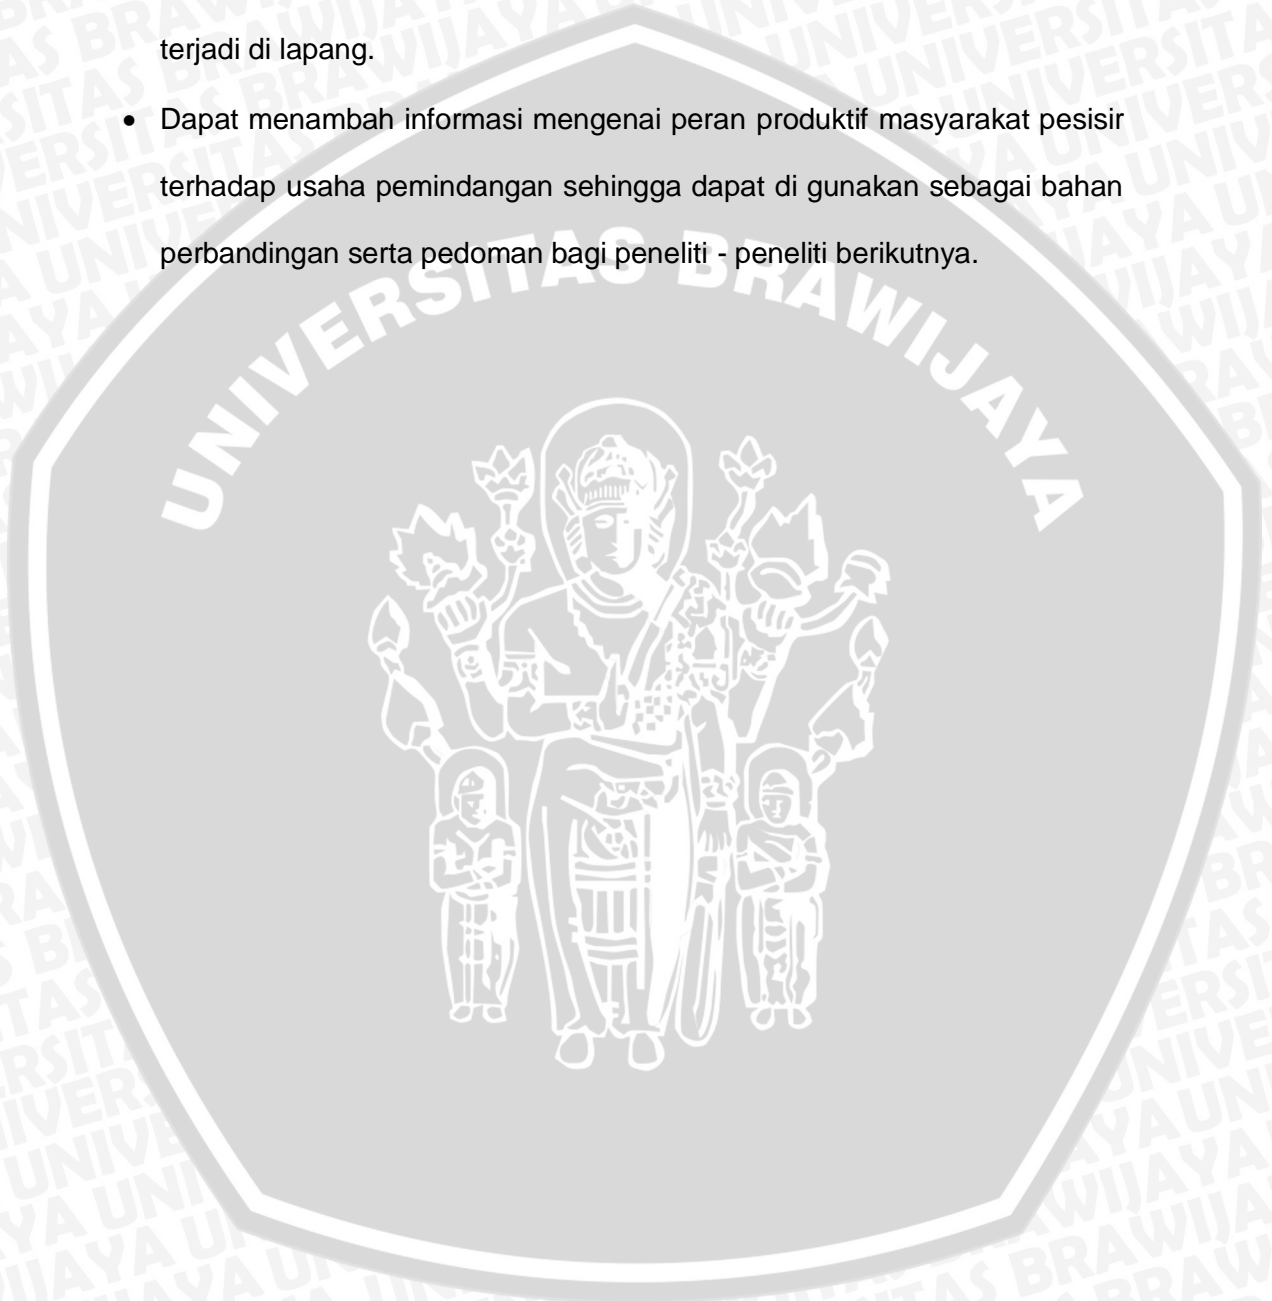 terjadi di lapang.
• Dapat menambah informasi mengenai peran produktif masyarakat pesisir
terhadap usaha pemindangan sehingga dapat di gunakan sebagai bahan
perbandingan serta pedoman bagi peneliti - peneliti berikutnya.
UNIVERSITAS BRAWIJAYA